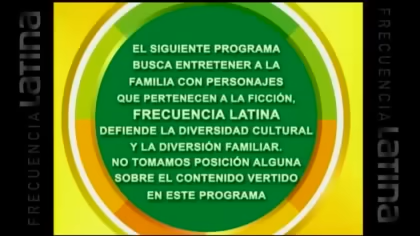 EL SIGUIENTE PROGRAMA
BUSCA ENTRETENER A LA
FAMILIA CON PERSONAJES
QUE PERTENECEN A LA FICCIÓN,
FRECUENCIA LATINA
DEFIENDE LA DIVERSIDAD CULTURAL
Y LA DIVERSIÓN FAMILIAR.
NO TOMAMOS POSICIÓN ALGUNA
SOBRE EL CONTENIDO VERTIDO
EN ESTE PROGRAMA
FRECUENCIA LATINA
FRECUENCIA LATINA